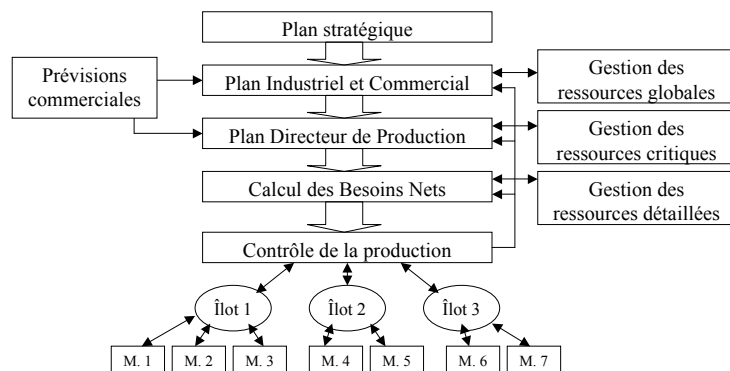 Plan stratégique
Prévisions
commerciales
Plan Industriel et Commercial
Gestion des
ressources globales
Plan Directeur de Production
Gestion des
ressources critiques
Calcul des Besoins Nets
Gestion des
ressources détaillées
Contrôle de la production
Îlot 1
Îlot 2
Îlot 3
M. 1
M. 2
M. 3
M. 4
M. 5
M. 6
M. 7